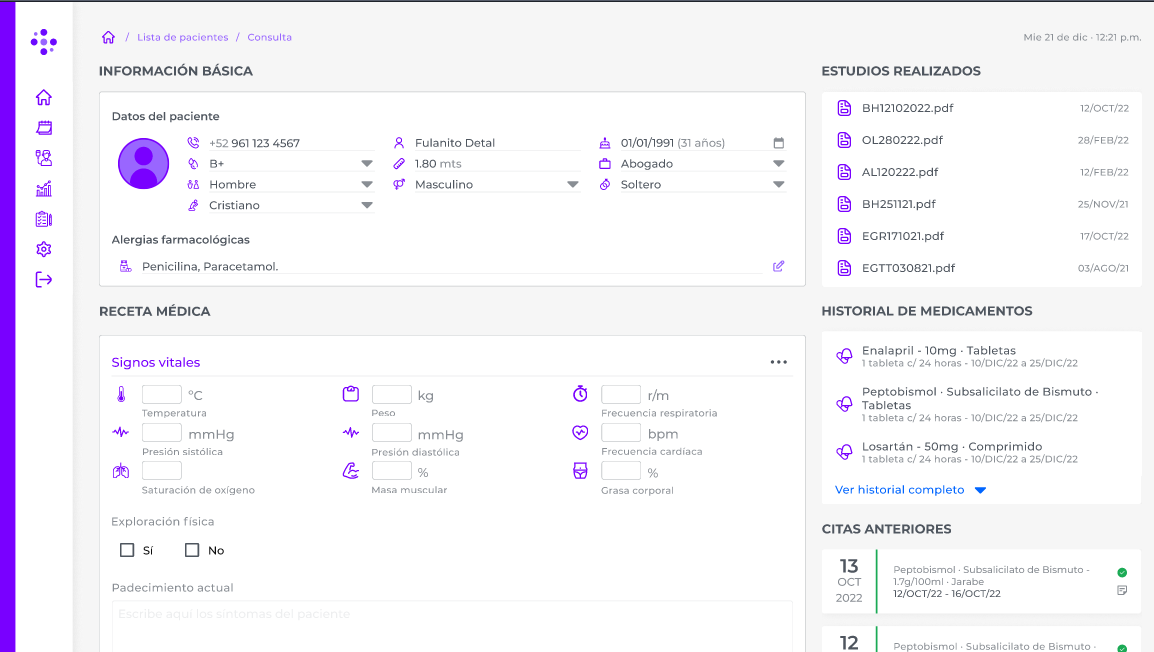 / Lista de pacientes / Consulta
Mie 21 de dic · 12:21 p.m.
INFORMACIÓN BÁSICA
Datos del paciente
+52 961 123 4567
Fulanito Detal
01/01/1991 (31 años)
B+
1.80 mts
Abogado
Hombre
Masculino
Soltero
Cristiano
Alergias farmacológicas
Penicilina, Paracetamol.
RECETA MÉDICA
Signos vitales
°C
kg
r/m
Temperatura
Peso
Frecuencia respiratoria
mmHg
mmHg
bpm
Presión sistólica
Presión diastólica
Frecuencia cardíaca
%
%
Saturación de oxígeno
Masa muscular
Grasa corporal
Exploración física
Sí
No
Padecimiento actual
Escribe aquí los síntomas del paciente
ESTUDIOS REALIZADOS
BH12102022.pdf 12/OCT/22
OL280222.pdf 28/FEB/22
AL120222.pdf 12/FEB/22
BH251121.pdf 25/NOV/21
EGR171021.pdf 17/OCT/22
EGTT030821.pdf 03/AGO/21
HISTORIAL DE MEDICAMENTOS
Enalapril - 10mg · Tabletas
1 tableta c/ 24 horas - 10/DIC/22 a 25/DIC/22
Peptobismol · Subsalicilato de Bismuto ·
Tabletas
1 tableta c/ 24 horas - 10/DIC/22 a 25/DIC/22
Losartán - 50mg · Comprimido
1 tableta c/ 24 horas - 10/DIC/22 a 25/DIC/22
Ver historial completo
CITAS ANTERIORES
13
OCT
2022
Peptobismol · Subsalicilato de Bismuto -
1.7g/100ml · Jarabe
12/OCT/22 - 16/OCT/22
12
Peptobismol · Subsalicilato de Bismuto -